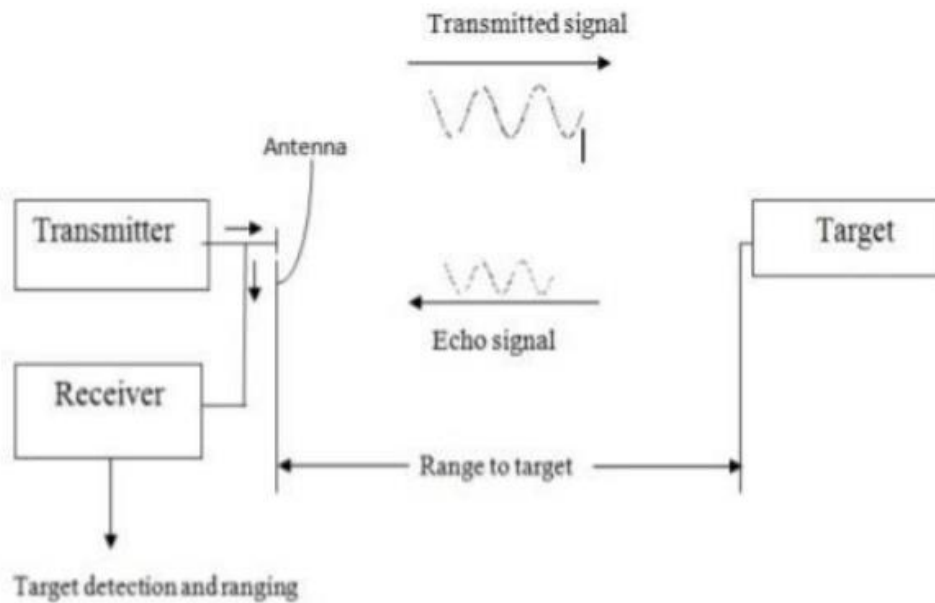 Transmitted signal
Antenna
Transmitter
Target
Echo signal
Receiver
Range to target
Target detection and ranging